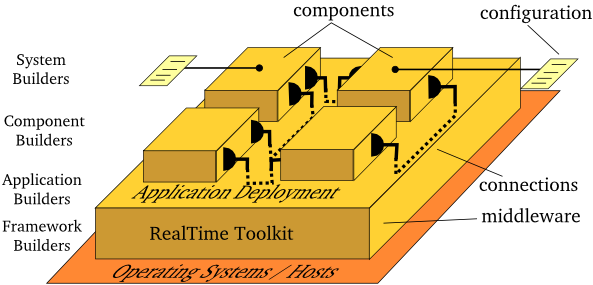 components
configuration
System
Builders
Component
Builders
Application
Builders
Framework
Builders
Application Deployment
connections
middleware
RealTime Toolkit
Operating Systems / Hosts